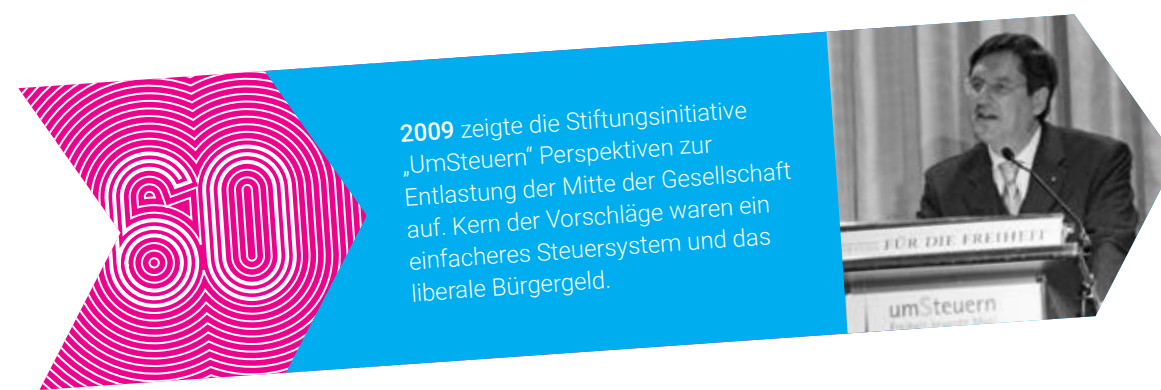 60
2009 zeigte die Stiftungsinitiative
„UmSteuern“ Perspektiven zur
Entlastung der Mitte der Gesellschaft
auf. Kern der Vorschläge waren ein
einfacheres Steuersystem und das
liberale Bürgergeld.
FÜR DIE FREIHEIT
umSteuern